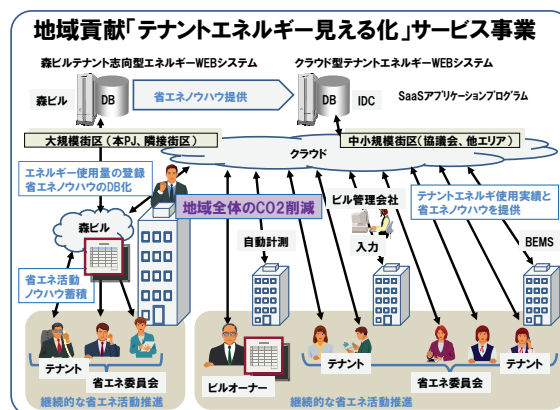 地域貢献「テナントエネルギー見える化」サービス事業
森ビルテナント志向型エネルギーWEBシステム
クラウド型テナントエネルギーWEBシステム
森ビル
DB
省エネノウハウ提供
DB
IDC
SaaSアプリケーションプログラム
大規模街区(本PJ、隣接街区)
中小規模街区(協議会、他エリア)
クラウド
エネルギー使用量の登録
省エネノウハウのDB化
地域全体のCO2削減
ビル管理会社
テナントエネルギ使用実績と
省エネノウハウを提供
森ビル
自動計測
入力
BEMS
省エネ活動
ノウハウ蓄積
テナント
省エネ委員会
ビルオーナー
テナント
省エネ委員会
テナント
継続的な省エネ活動推進
継続的な省エネ活動推進